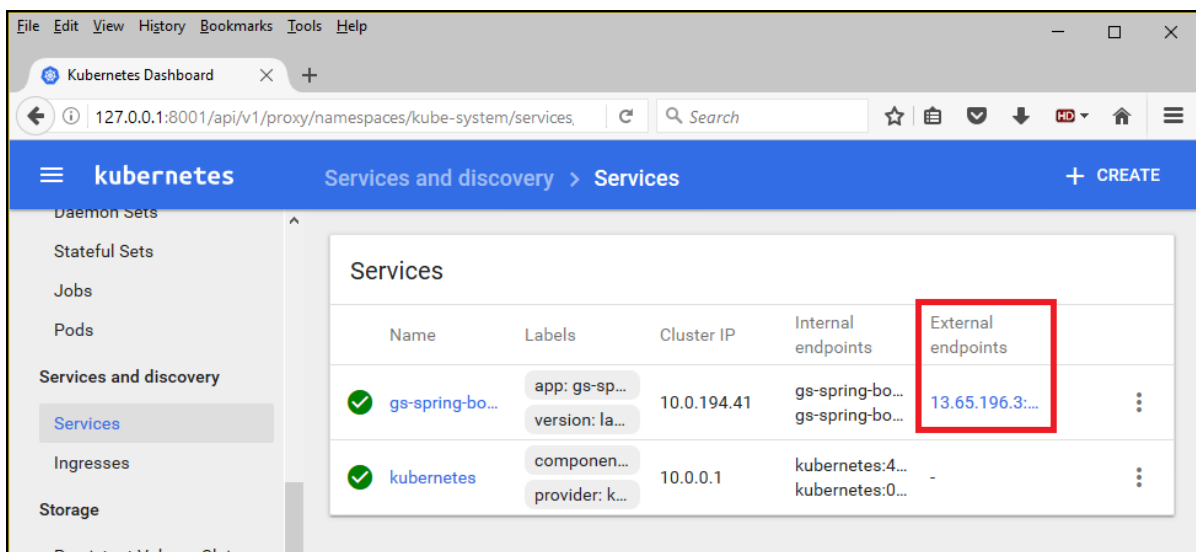 File Edit View History Bookmarks Tools Help
Kubernetes Dashboard
127.0.0.1:8001/api/v1/proxy/namespaces/kube-system/services
Search
HD
kubernetes
Services and discovery > Services
+ CREATE
Daemon Sets
Stateful Sets
Jobs
Pods
Services and discovery
Services
Ingresses
Storage
Services
Name Labels Cluster IP Internal endpoints External endpoints
gs-spring-bo...
app: gs-sp...
version: la...
10.0.194.41
gs-spring-bo...
gs-spring-bo...
13.65.196.3:...
kubernetes
componen...
provider: k...
10.0.0.1
kubernetes:4...
kubernetes:0...
-